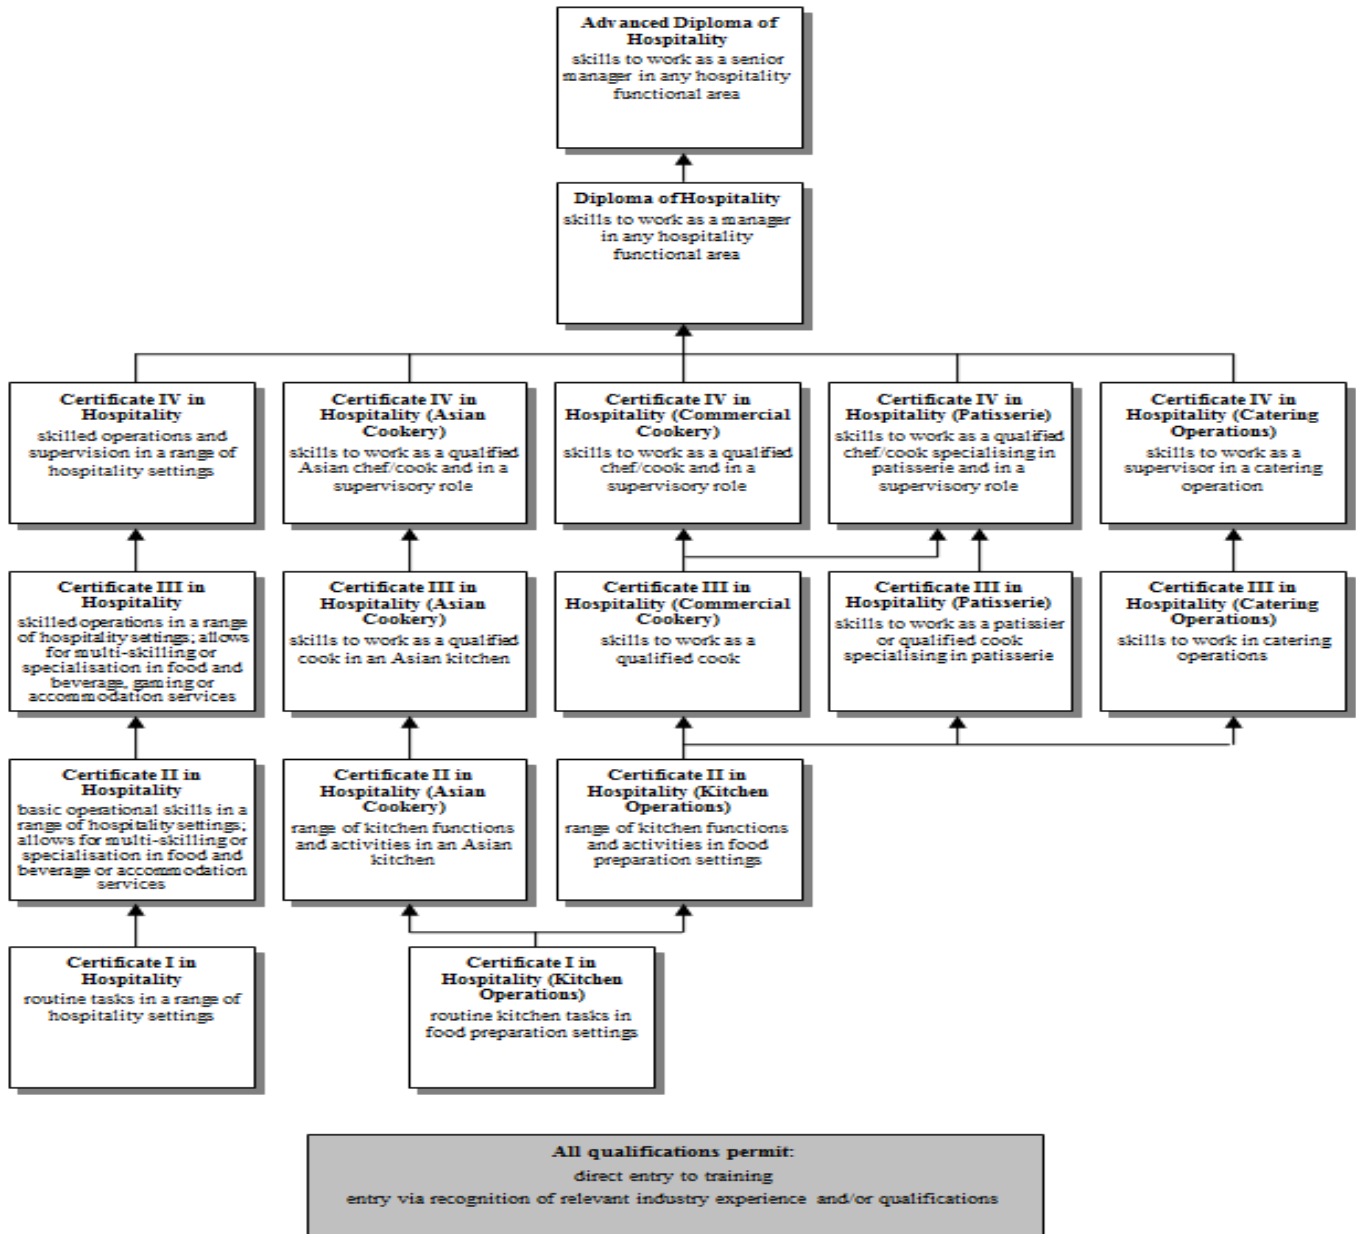 Advanced Diploma of
Hospitality
skills to work as a senior
manager in any hospitality
functional area
Diploma of Hospitality
skills to work as a manager
in any hospitality
functional area
Certificate IV in
Hospitality
skilled operations and
supervision in a range of
hospitality settings
Certificate IV in
Hospitality (Asian
Cookery)
skills to work as a qualified
Asian chef/cook and in a
supervisory role
Certificate IV in
Hospitality (Commercial
Cookery)
skills to work as a qualified
chef/cook and in a
supervisory role
Certificate IV in
Hospitality (Patisserie)
skills to work as a qualified
chef/cook specialising in
patisserie and in a
supervisory role
Certificate IV in
Hospitality (Catering
Operations)
skills to work as a
supervisor in a catering
operation
Certificate III in
Hospitality
skilled operations in a range
of hospitality settings; allows
for multi-skilling or
specialisation in food and
beverage, gaming or
accommodation services
Certificate III in
Hospitality (Asian
Cookery)
skills to work as a qualified
cook in an Asian kitchen
Certificate III in
Hospitality (Commercial
Cookery)
skills to work as a
qualified cook
Certificate III in
Hospitality (Patisserie)
skills to work as a patissier
or qualified cook
specialising in patisserie
Certificate III in
Hospitality (Catering
Operations)
skills to work in catering
operations
Certificate II in
Hospitality
basic operational skills in a
range of hospitality settings;
allows for multi-skilling or
specialisation in food and
beverage or accommodation
services
Certificate II in
Hospitality (Asian
Cookery)
range of kitchen functions
and activities in an Asian
kitchen
Certificate II in
Hospitality (Kitchen
Operations)
range of kitchen functions
and activities in food
preparation settings
Certificate I in
Hospitality
routine tasks in a range of
hospitality settings
Certificate I in
Hospitality (Kitchen
Operations)
routine kitchen tasks in
food preparation settings
All qualifications permit:
direct entry to training
entry via recognition of relevant industry experience and/or qualifications